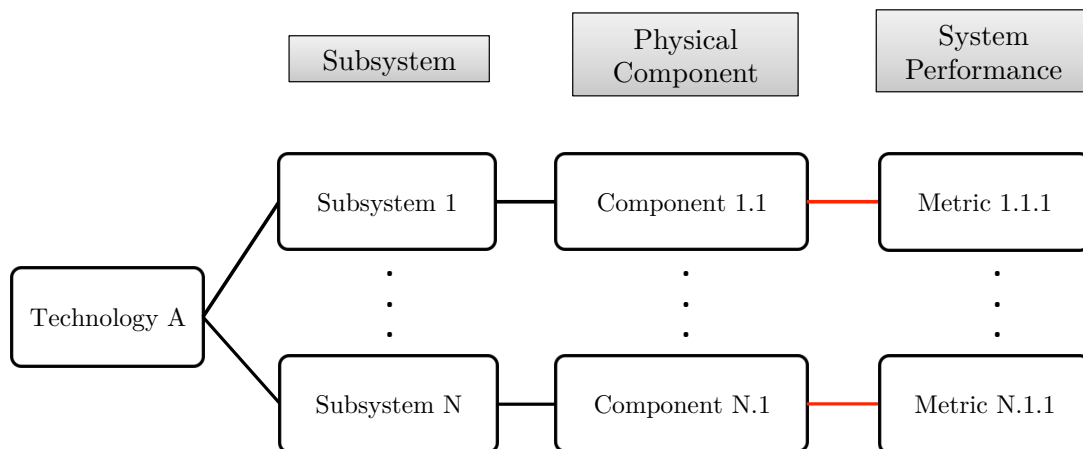 Subsystem
Physical
Component
System
Performance
Subsystem 1
Component 1.1
Metric 1.1.1
Technology A
Subsystem N
Component N.1
Metric N.1.1